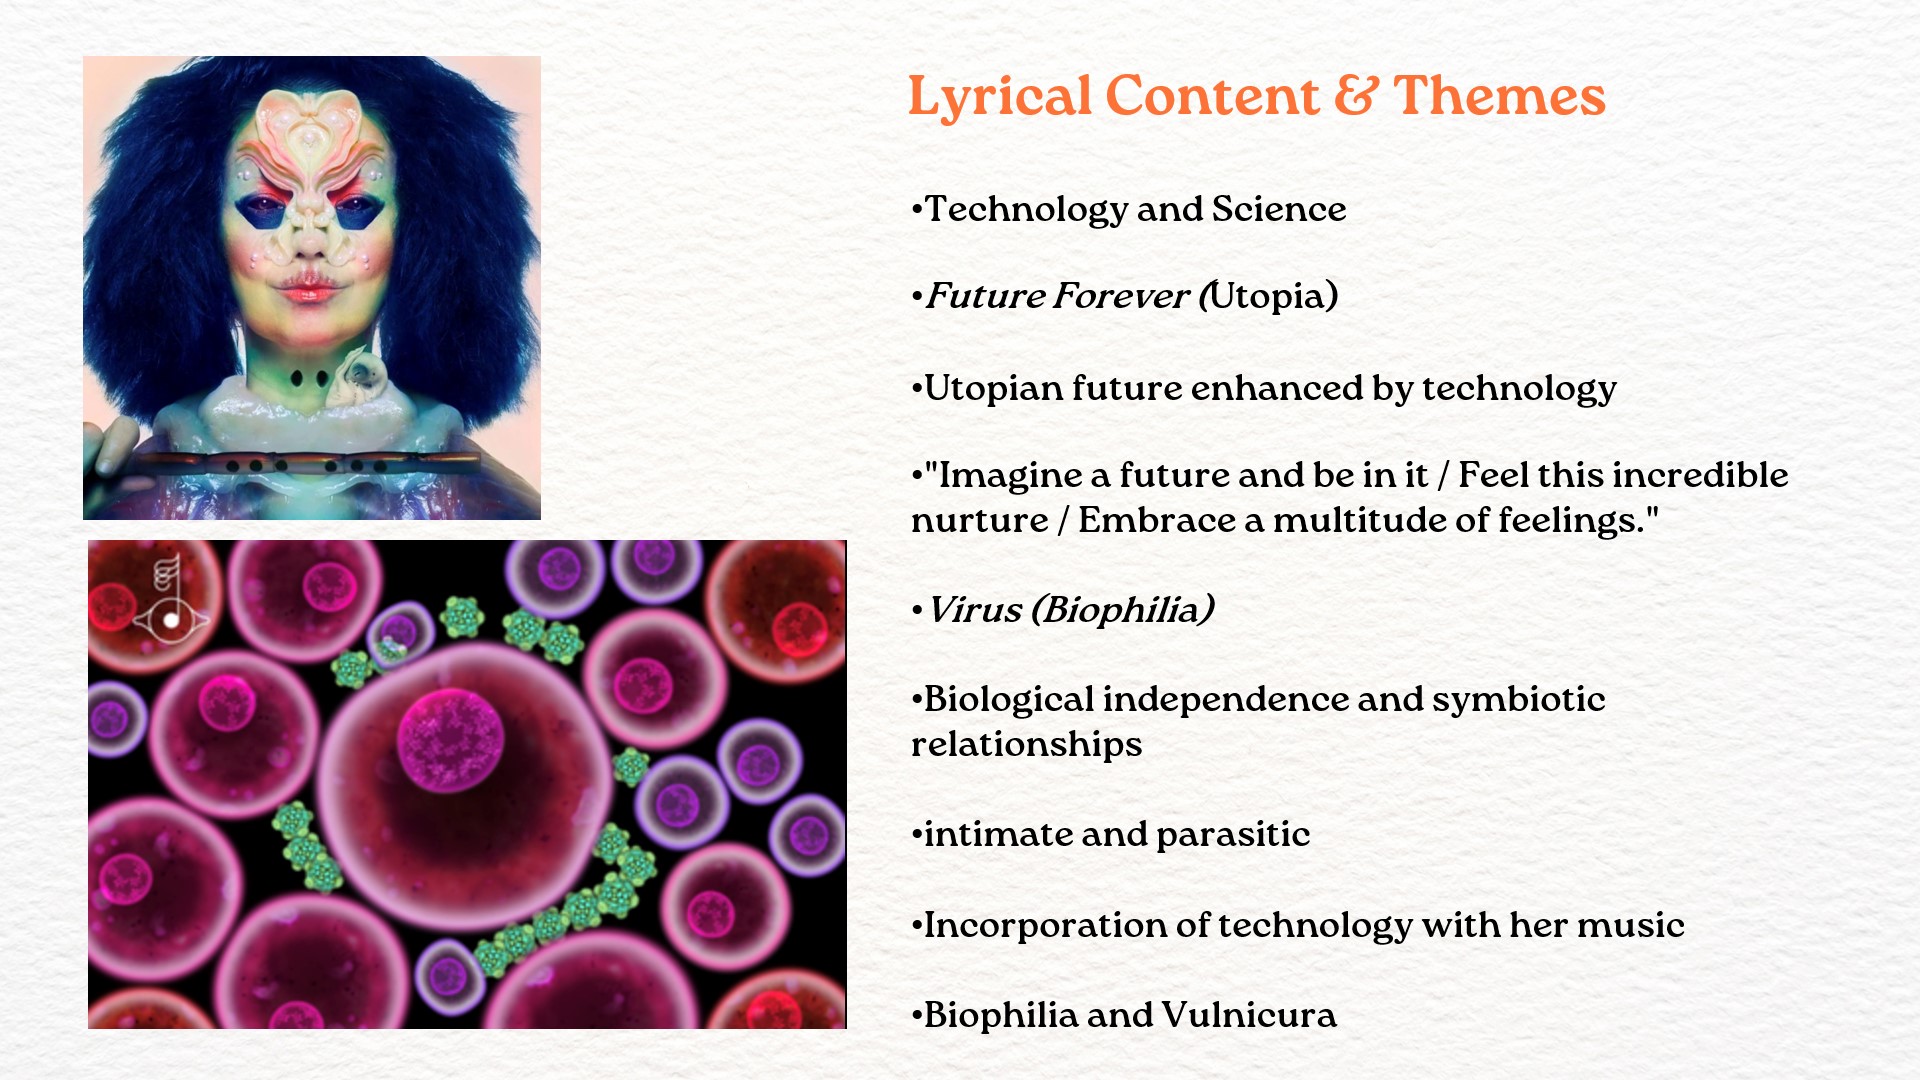 Lyrical Content & Themes
•Technology and Science
•Future Forever (Utopia)
•Utopian future enhanced by technology
•"Imagine a future and be in it / Feel this incredible
nurture / Embrace a multitude of feelings."
•Virus (Biophilia)
•Biological independence and symbiotic
relationships
•intimate and parasitic
•Incorporation of technology with her music
•Biophilia and Vulnicura